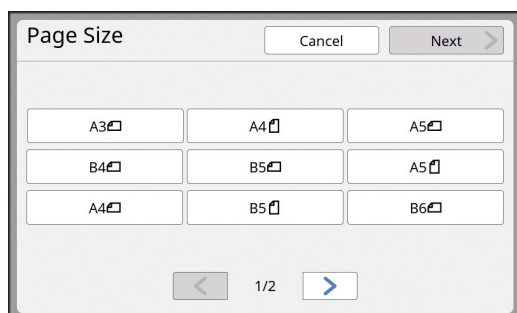 Page Size Cancel Next
A3 A4 A5
B4 B5 A5
A4 B5 B6
1/2